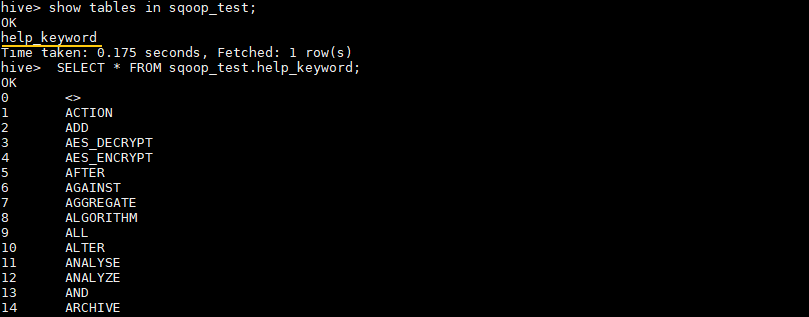 hive> show tables in sqoop_test;
OK
help_keyword
Time taken: 0.175 seconds, Fetched: 1 row(s)
hive>  SELECT * FROM sqoop_test.help_keyword;
OK
0       <>
1       ACTION
2       ADD
3       AES_DECRYPT
4       AES_ENCRYPT
5       AFTER
6       AGAINST
7       AGGREGATE
8       ALGORITHM
9       ALL
10      ALTER
11      ANALYSE
12      ANALYZE
13      AND
14      ARCHIVE